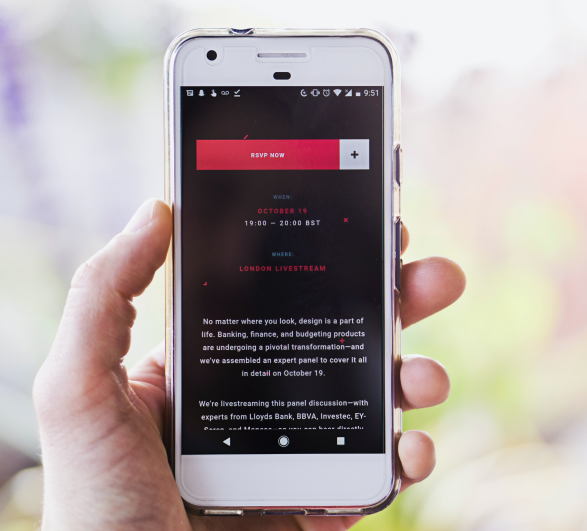 9:51
RSVP NOW
+
WHEN:
OCTOBER 19
19:00 — 20:00 BST
WHERE:
LONDON LIVESTREAM
No matter where you look, design is a part of
life. Banking, finance, and budgeting products
are undergoing a pivotal transformation—and
we've assembled an expert panel to cover it all
in detail on October 19.
We're livestreaming this panel discussion—with
experts from Lloyds Bank, BBVA, Investec, EY-
Seren, and Monese—so you can hear directly